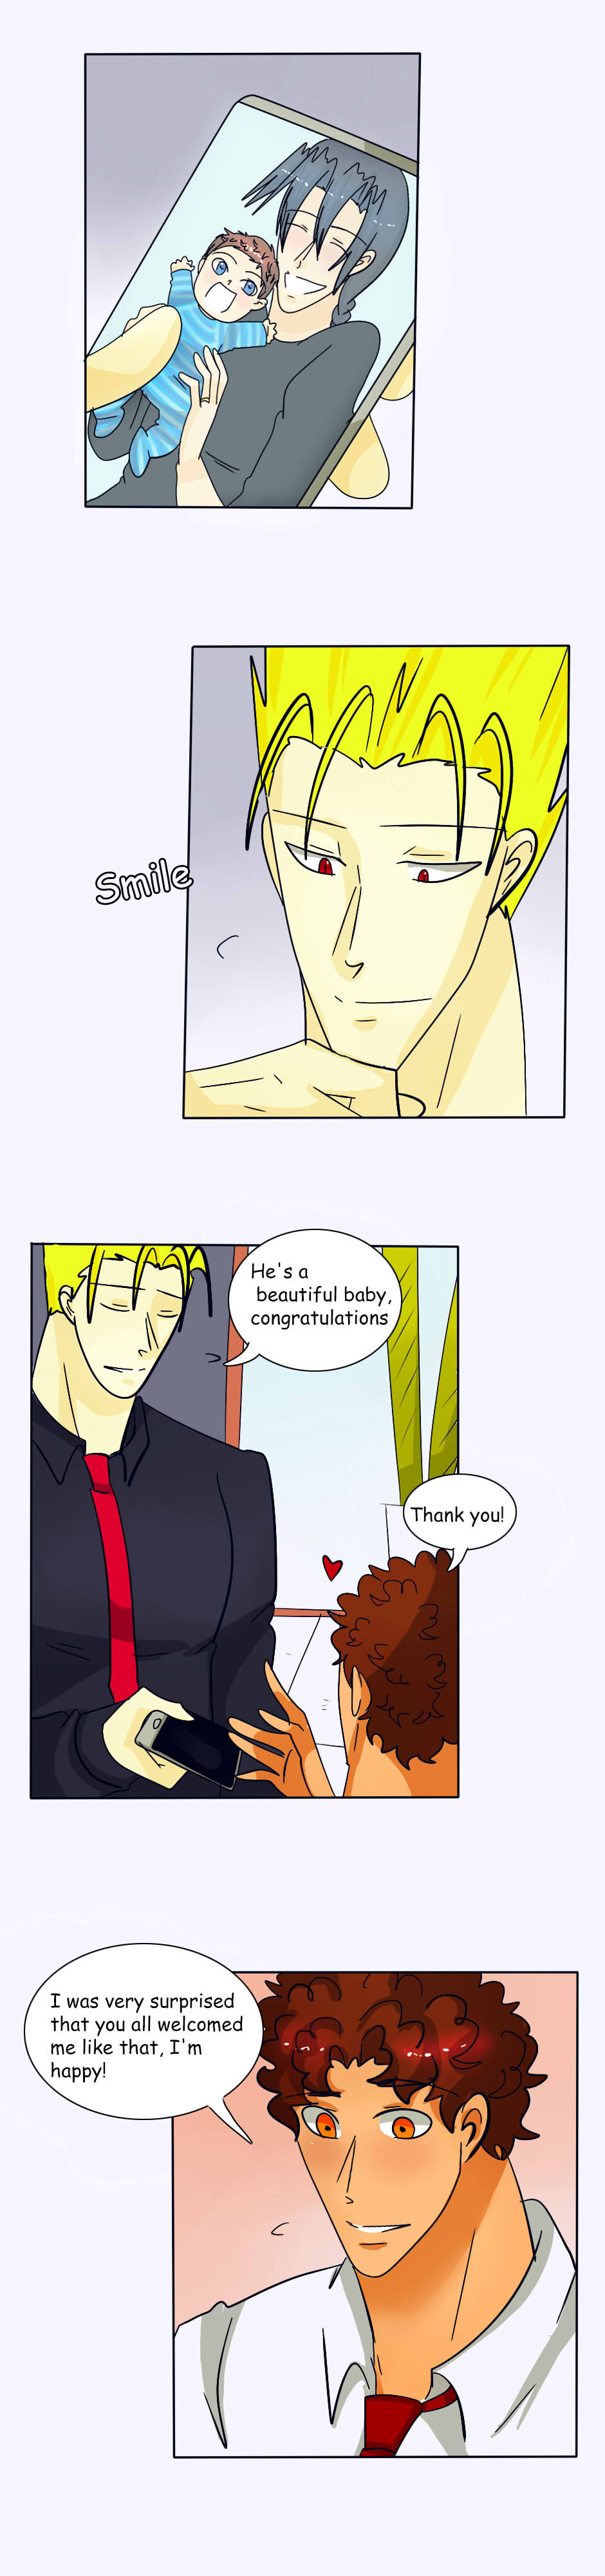 Smile
He's a
beautiful baby,
congratulations
Thank you!
I was very surprised
that you all welcomed
me like that, I'm
happy!